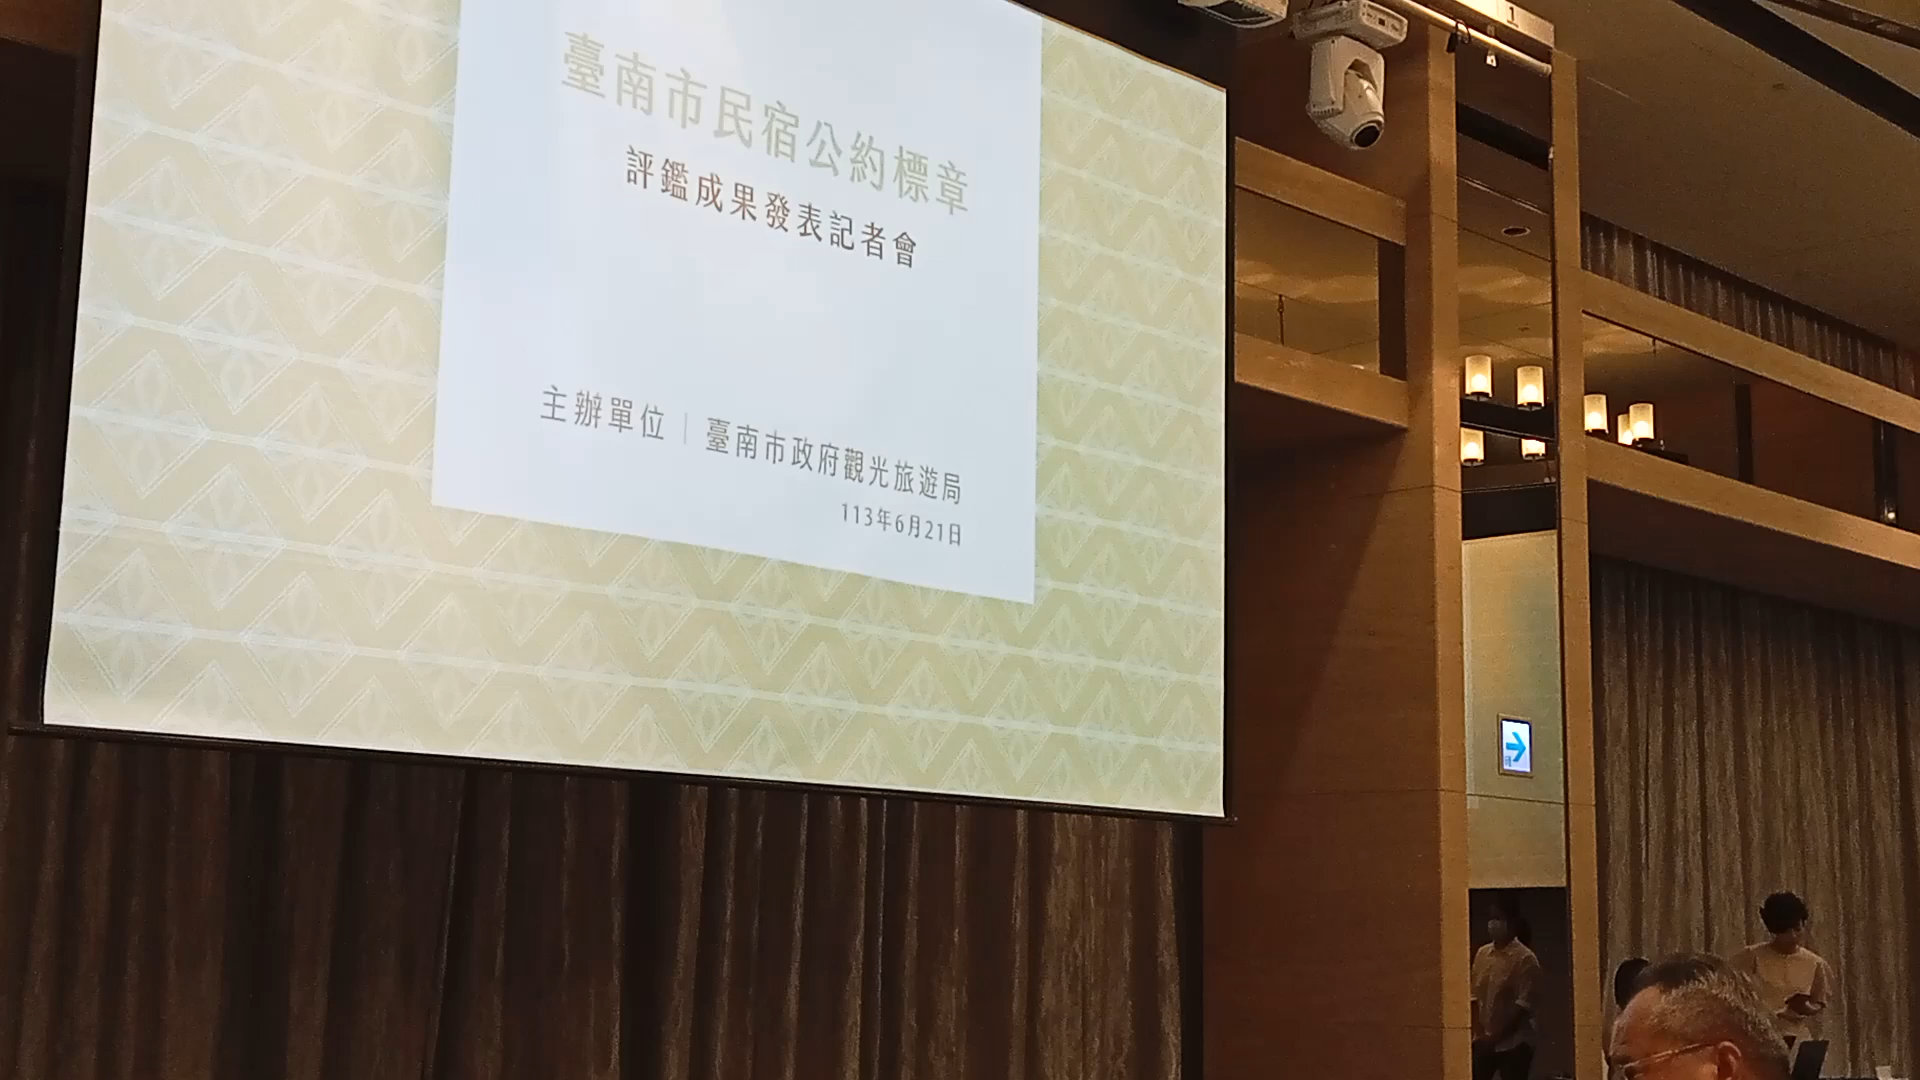 1
臺南市民宿公約標章
評鑑成果發表記者會
主辦單位｜臺南市政府觀光旅遊局
113年6月21日